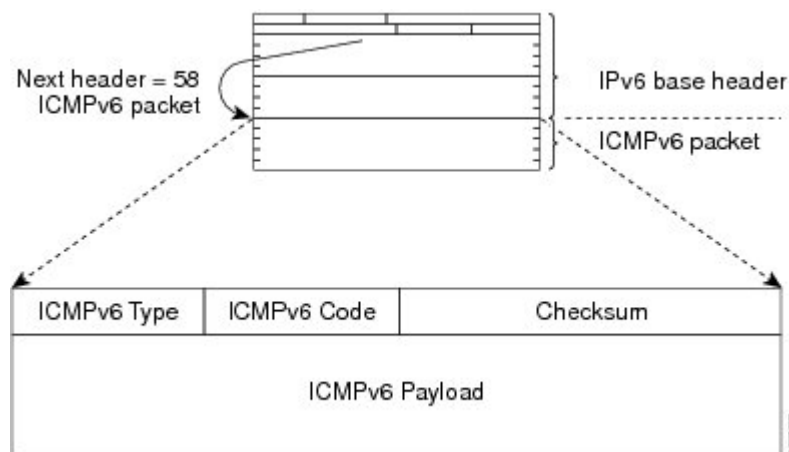 Next header = 58
ICMPv6 packet
IPv6 base header
ICMPv6 packet
ICMPv6 Type
ICMPv6 Code
Checksum
ICMPv6 Payload